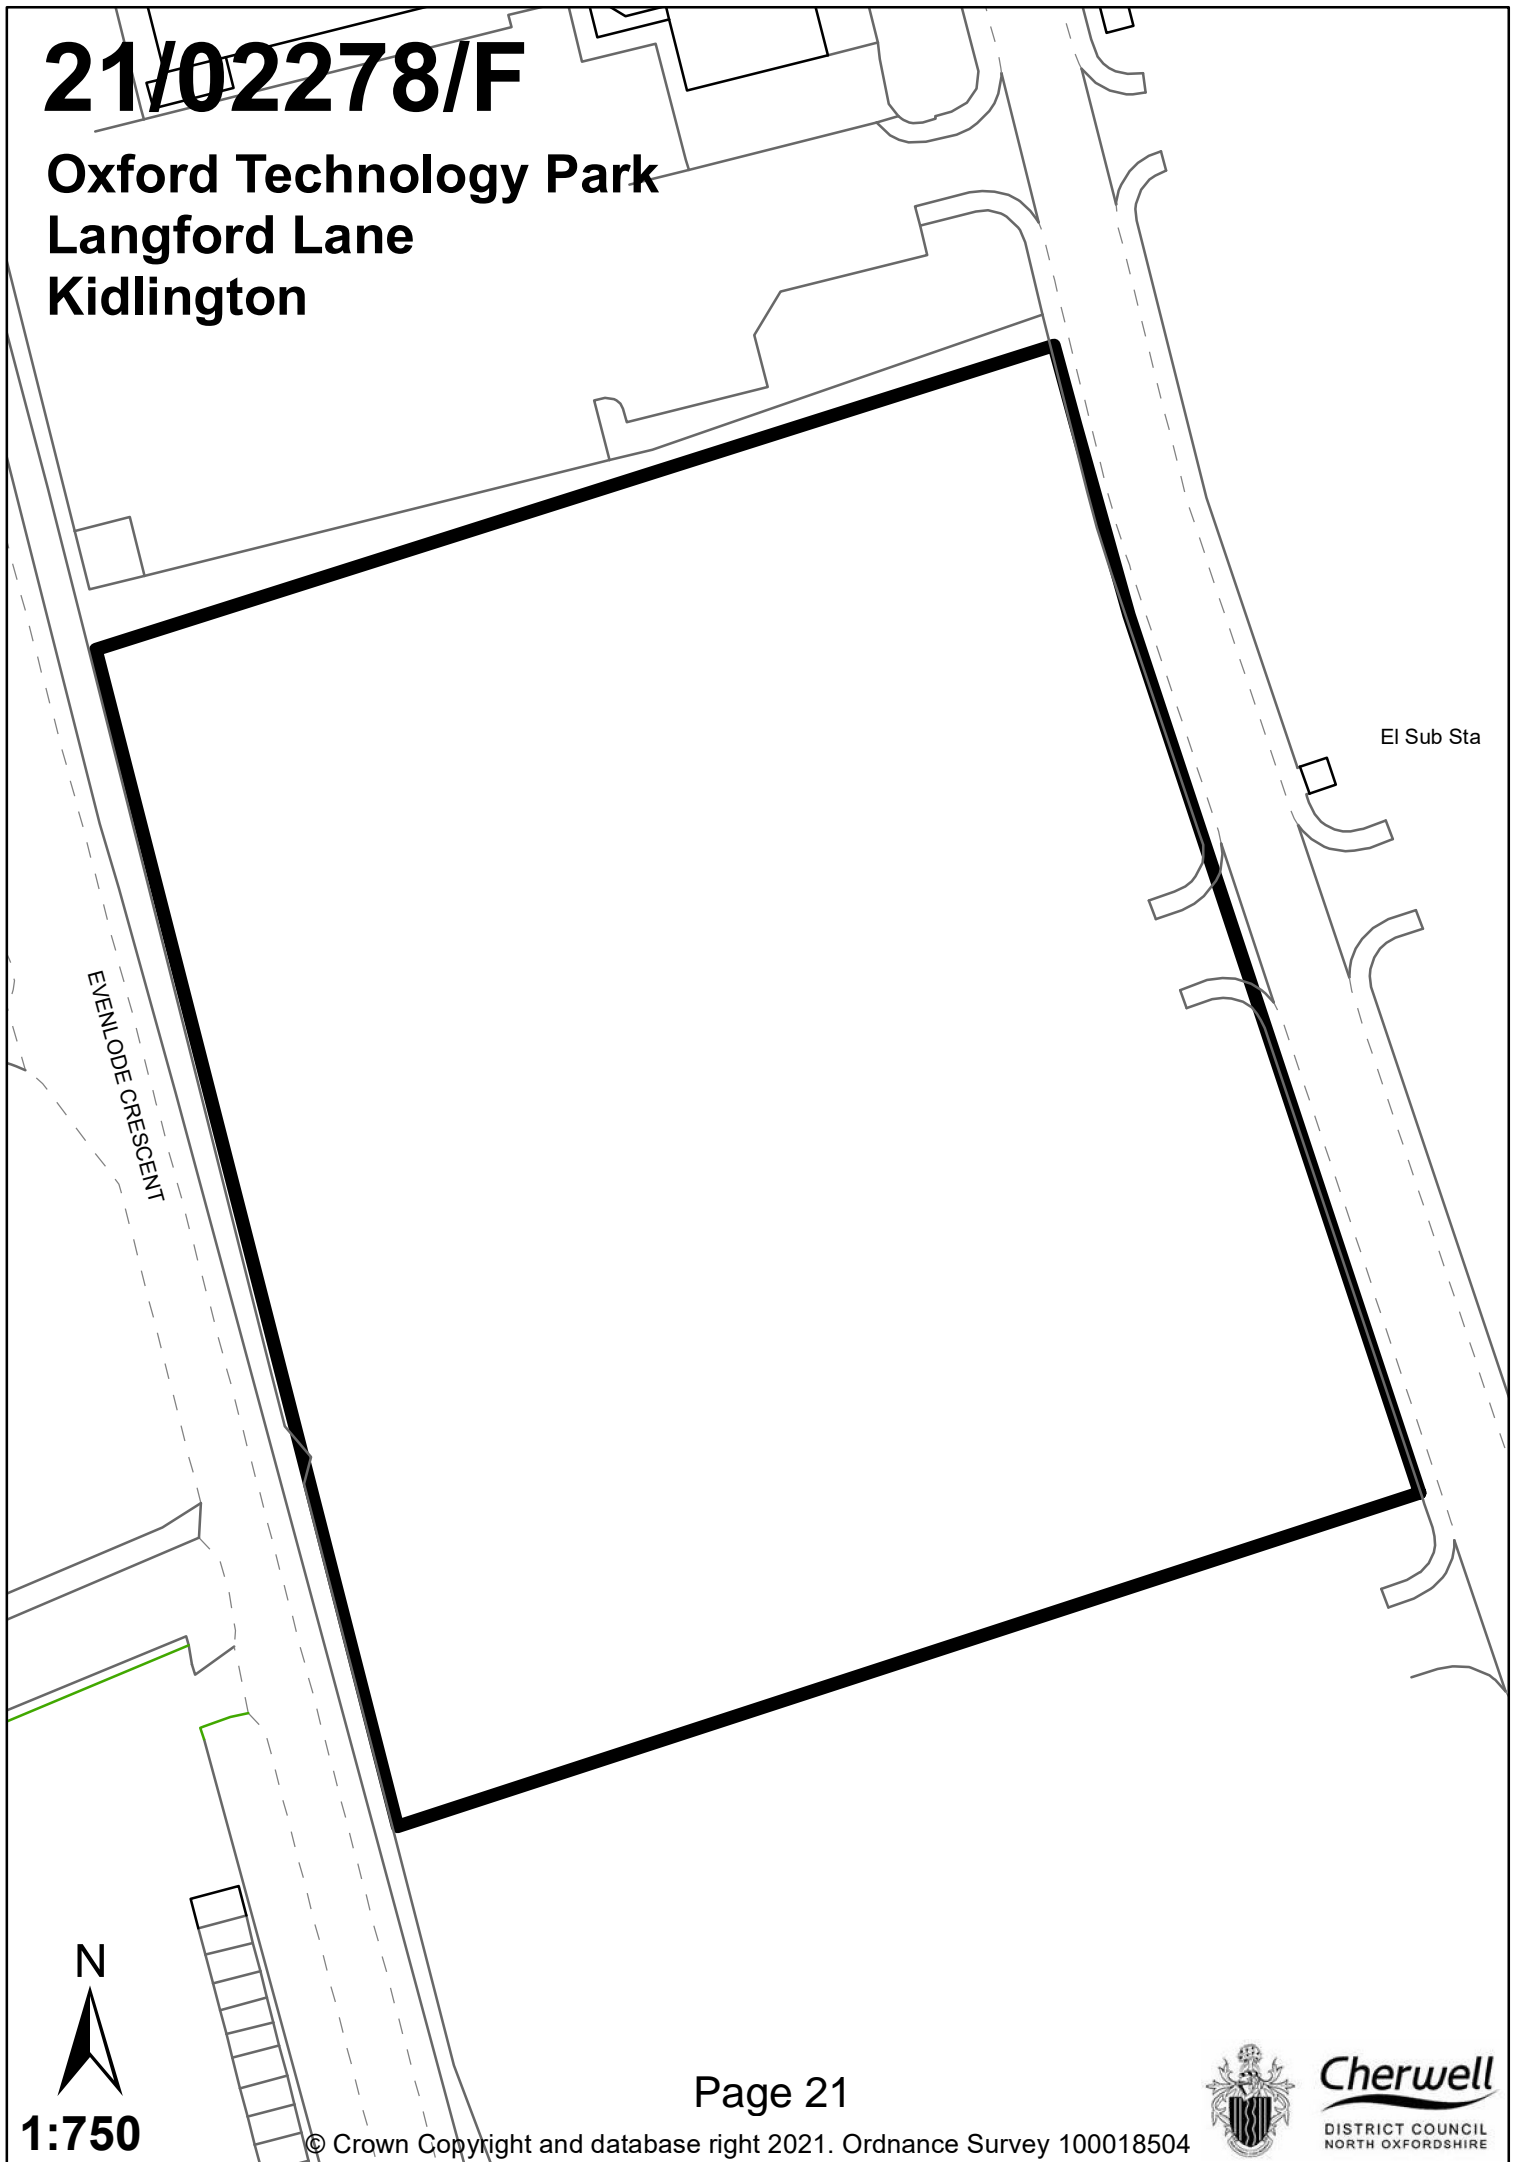 21/02278/F
Oxford Technology Park
Langford Lane
Kidlington
El Sub Sta
EVENLODE CRESCENT
N
1:750
Page 21
© Crown Copyright and database right 2021. Ordnance Survey 100018504
Cherwell
DISTRICT COUNCIL
NORTH OXFORDSHIRE